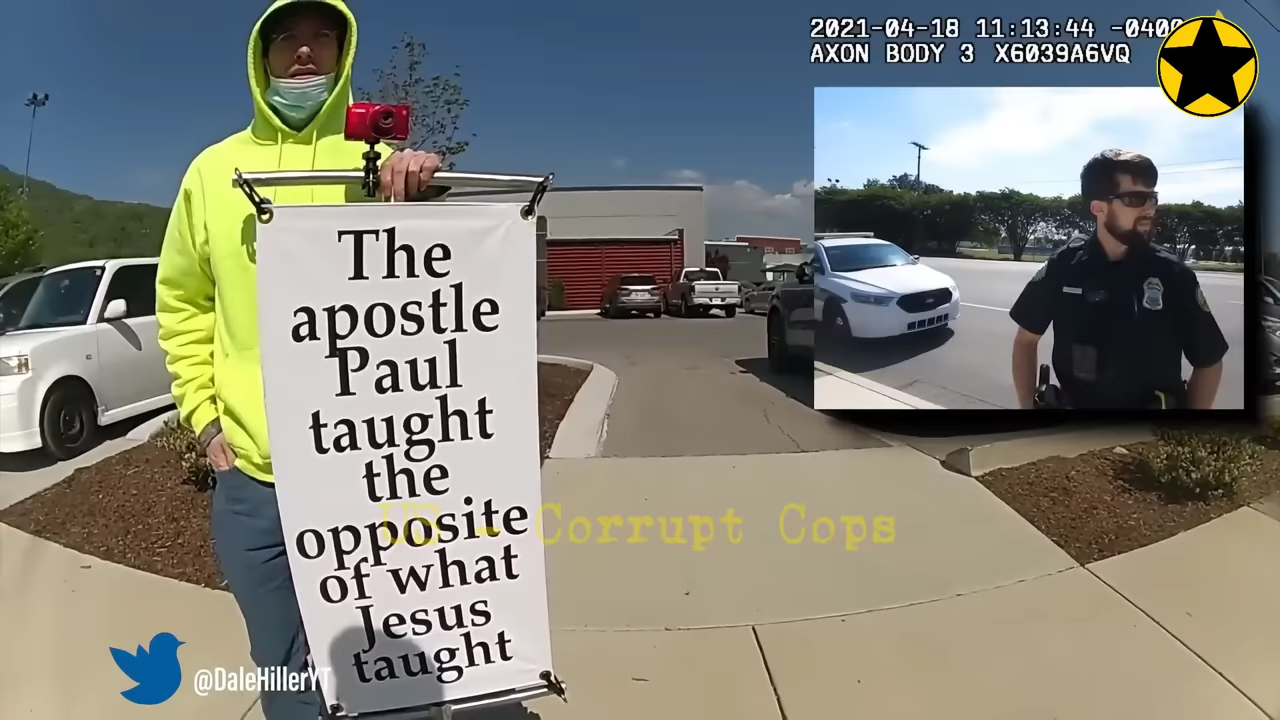 2021-04-18 11:13:44 -0400
AXON BODY 3 X6039A6VQ
The
apostle
Paul
taught
the
opposite
of what
Jesus
taught
US - Corrupt Cops
@DaleHillerYT